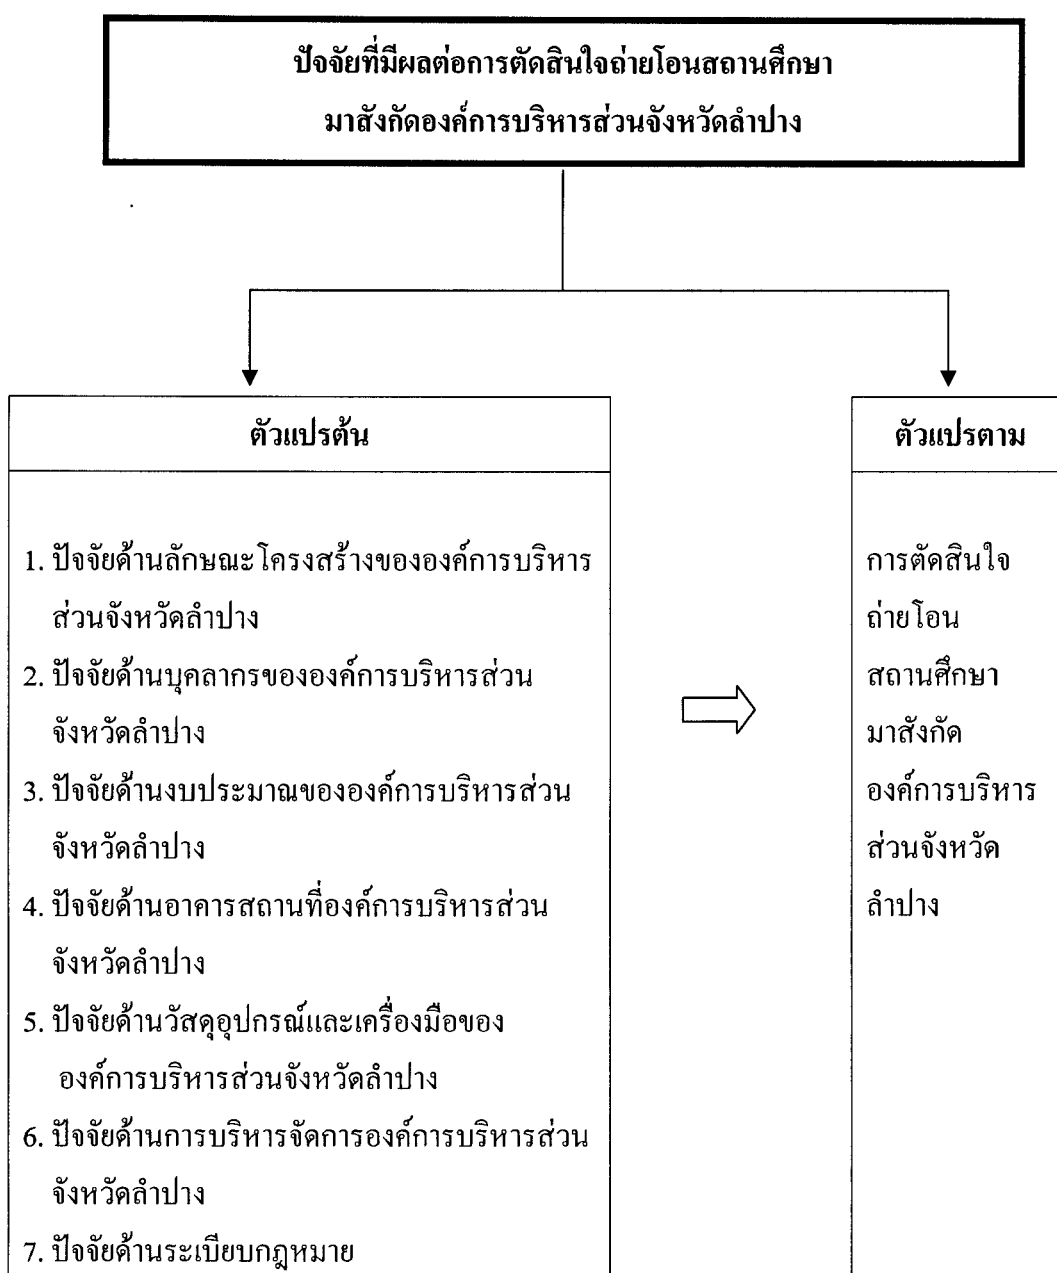 ปัจจัยที่มีผลต่อการตัดสินใจถ่ายโอนสถานศึกษา
มาสังกัดองค์การบริหารส่วนจังหวัดลำปาง
ตัวแปรต้น
1. ปัจจัยด้านลักษณะโครงสร้างขององค์การบริหาร
ส่วนจังหวัดลำปาง
2. ปัจจัยด้านบุคลากรขององค์การบริหารส่วน
จังหวัดลำปาง
3. ปัจจัยด้านงบประมาณขององค์การบริหารส่วน
จังหวัดลำปาง
4. ปัจจัยด้านอาคารสถานที่องค์การบริหารส่วน
จังหวัดลำปาง
5. ปัจจัยด้านวัสดุอุปกรณ์และเครื่องมือของ
องค์การบริหารส่วนจังหวัดลำปาง
6. ปัจจัยด้านการบริหารจัดการองค์การบริหารส่วน
จังหวัดลำปาง
7. ปัจจัยด้านระเบียบกฎหมาย
ตัวแปรตาม
การตัดสินใจ
ถ่ายโอน
สถานศึกษา
มาสังกัด
องค์การบริหาร
ส่วนจังหวัด
ลำปาง